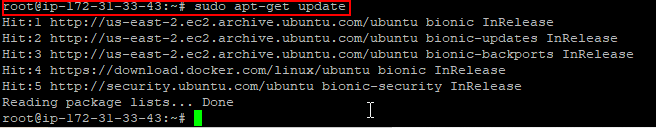 root@ip-172-31-33-43:~# sudo apt-get update
Hit:1 http://us-east-2.ec2.archive.ubuntu.com/ubuntu bionic InRelease
Hit:2 http://us-east-2.ec2.archive.ubuntu.com/ubuntu bionic-updates InRelease
Hit:3 http://us-east-2.ec2.archive.ubuntu.com/ubuntu bionic-backports InRelease
Hit:4 https://download.docker.com/linux/ubuntu bionic InRelease
Hit:5 http://security.ubuntu.com/ubuntu bionic-security InRelease
Reading package lists... Done
root@ip-172-31-33-43:~#